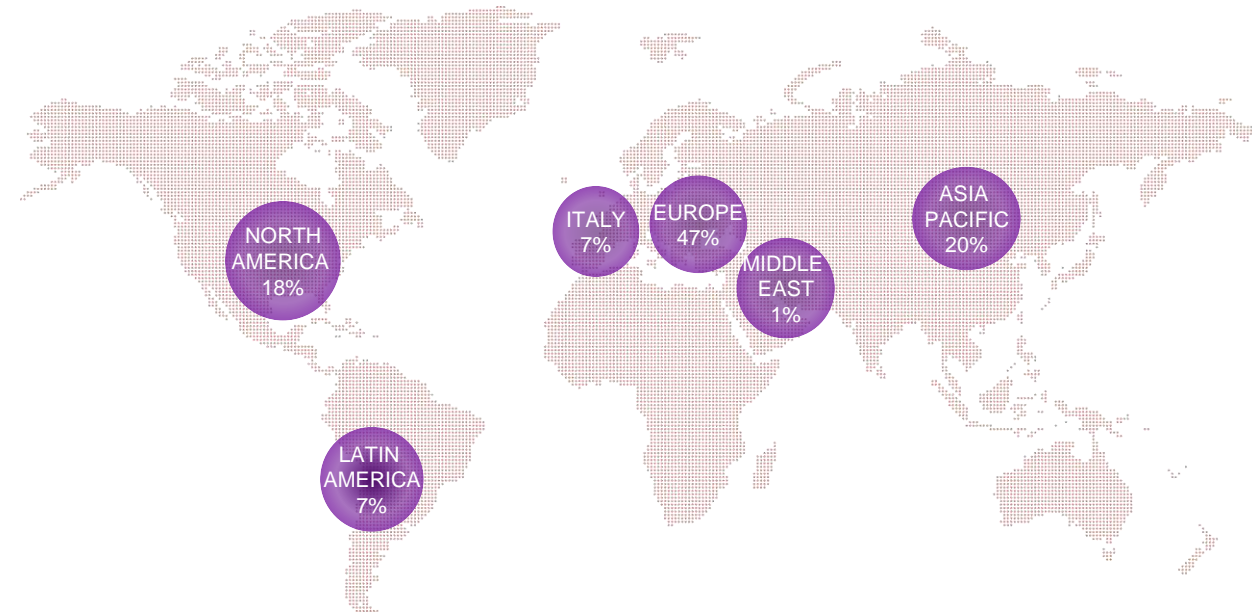 NORTH
AMERICA
18%
LATIN
AMERICA
7%
ITALY
7%
EUROPE
47%
MIDDLE
EAST
1%
ASIA
PACIFIC
20%